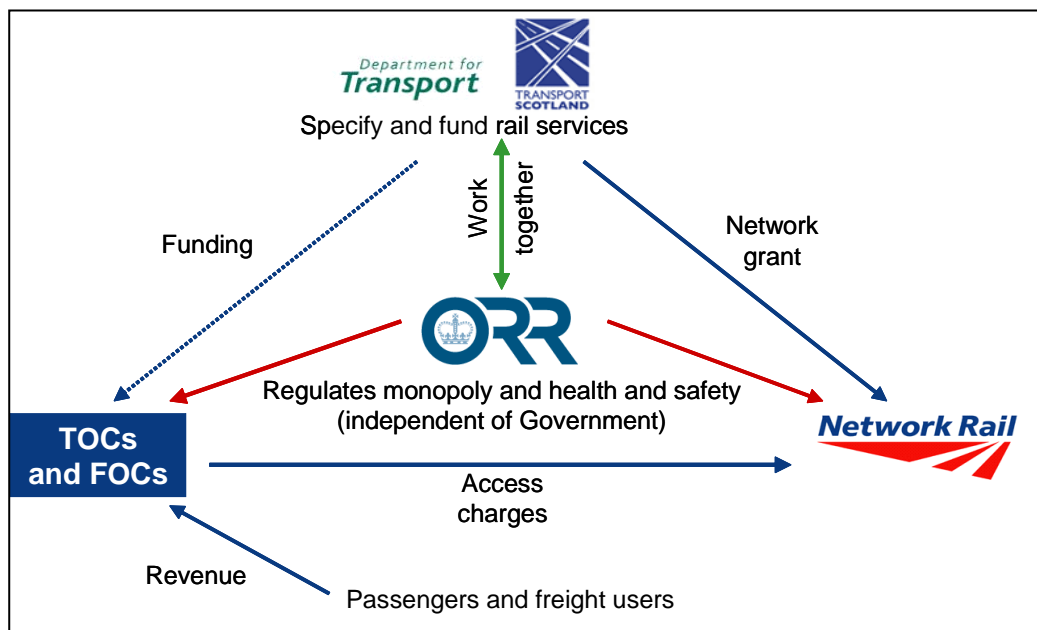 Department for
Transport
TRANSPORT
SCOTLAND
Specify and fund rail services
Work
together
Funding
Network
grant
ORR
Regulates monopoly and health and safety
(independent of Government)
TOCs
and FOCs
Network Rail
Access
charges
Revenue
Passengers and freight users